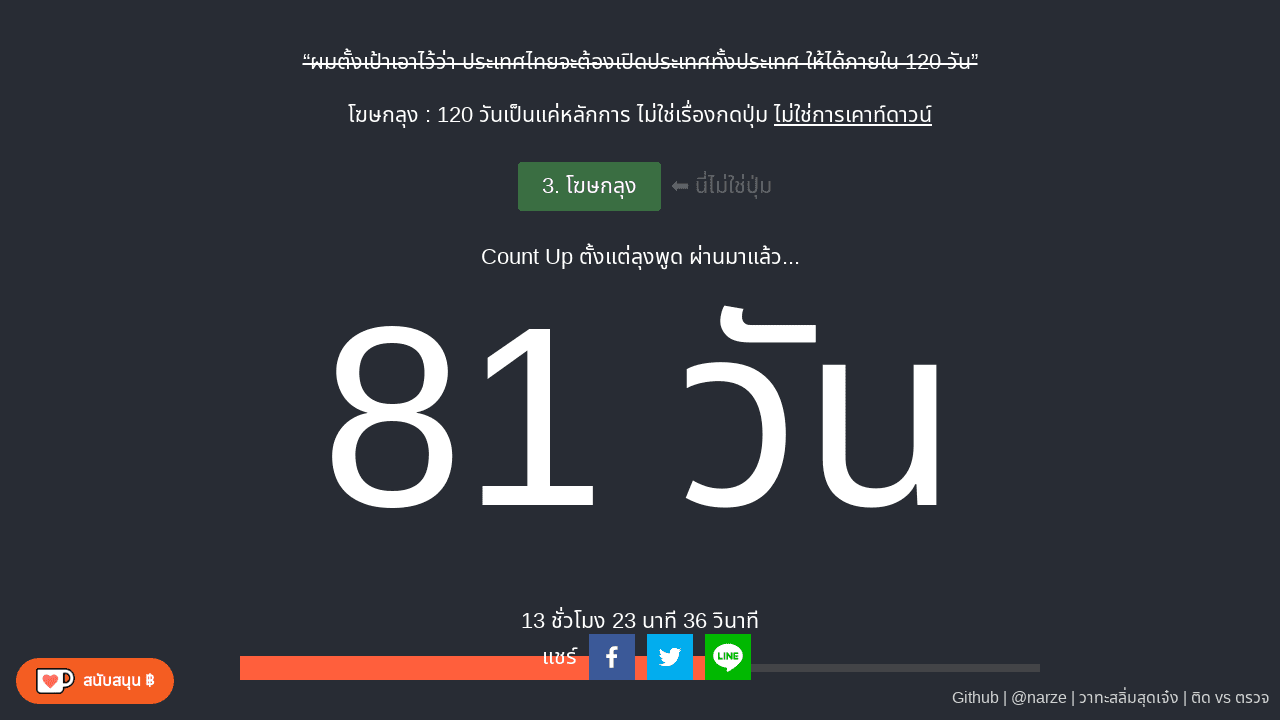 “ผมตั้งเป้าเอาไว้ว่า ประเทศไทยจะต้องเปิดประเทศทั้งประเทศ ให้ได้ภายใน 120 วัน”
โฆษกลุง : 120 วันเป็นแค่หลักการ ไม่ใช่เรื่องกดปุ่ม ไม่ใช่การเคาท์ดาวน์
3. โฆษกลุง ⬅ นี่ไม่ใช่ปุ่ม
Count Up ตั้งแต่ลุงพูด ผ่านมาแล้ว...
81 วัน
13 ชั่วโมง 23 นาที 36 วินาที
แชร์ LINE
สนับสนุน ฿
Github | @narze | วาทะสลิ่มสุดเจ๋ง | ติด vs ตรวจ